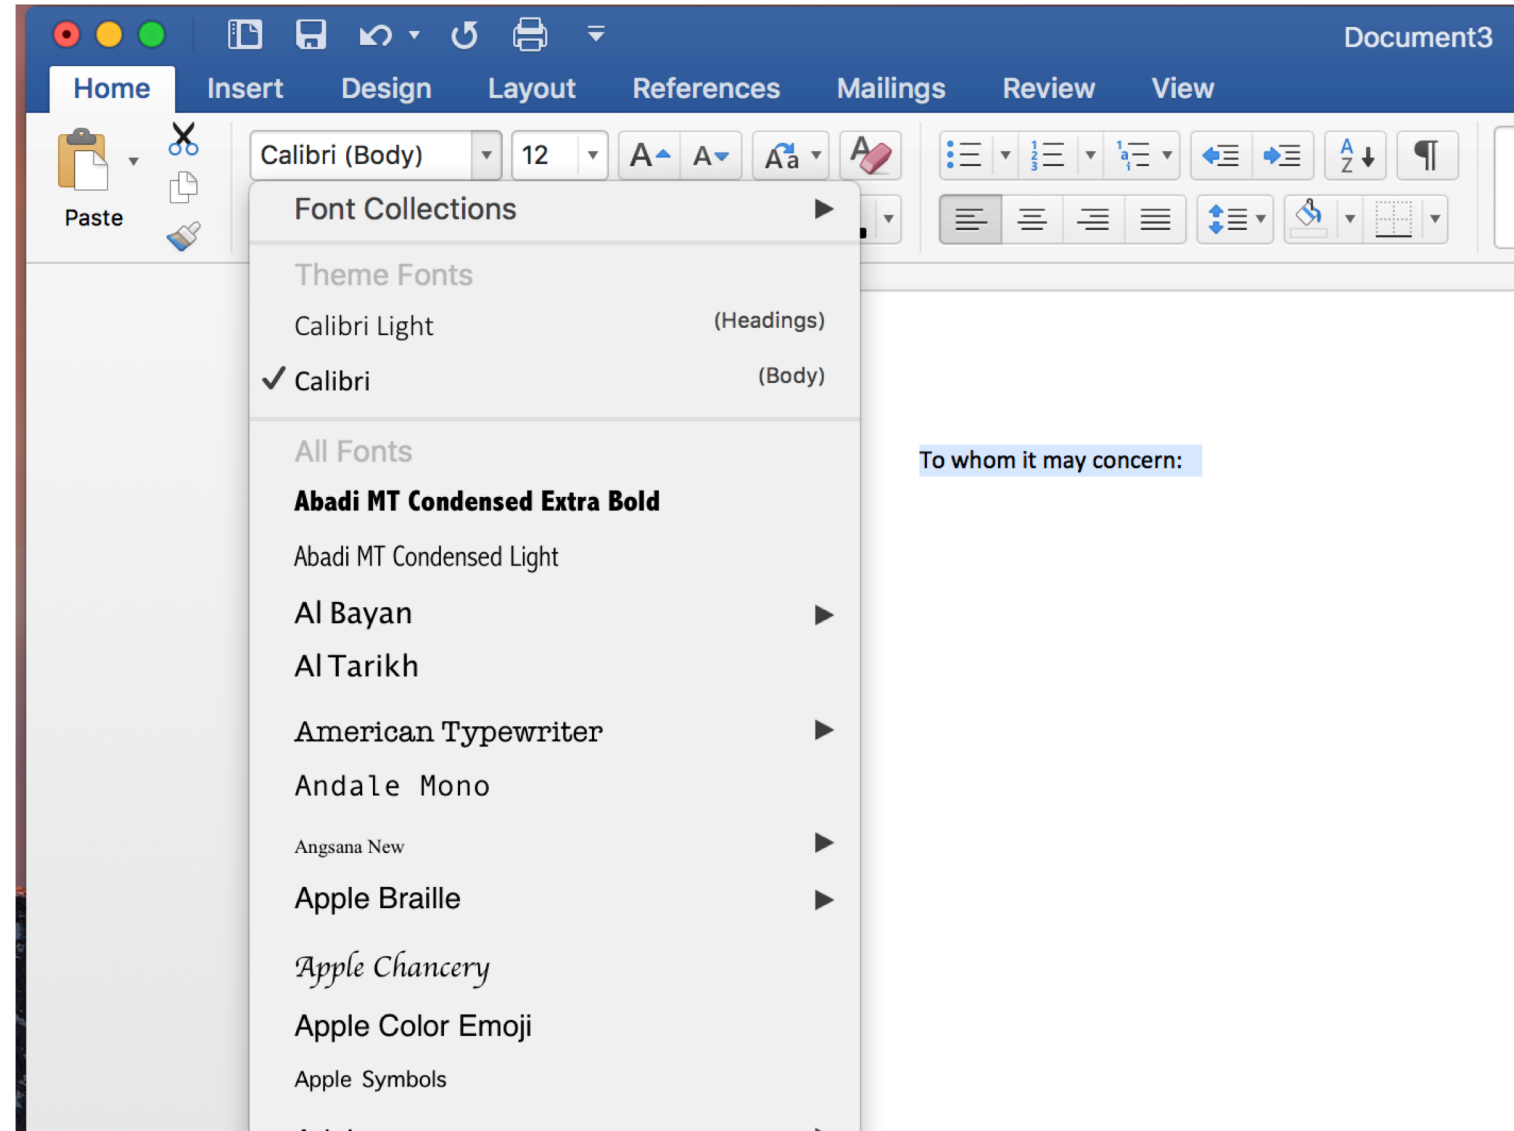 Document3
Home Insert Design Layout References Mailings Review View
Paste
Calibri (Body) 12
Font Collections
Theme Fonts
Calibri Light (Headings)
Calibri (Body)
All Fonts
Abadi MT Condensed Extra Bold
Abadi MT Condensed Light
Al Bayan
Al Tarikh
American Typewriter
Andale Mono
Angsana New
Apple Braille
Apple Chancery
Apple Color Emoji
Apple Symbols
To whom it may concern: